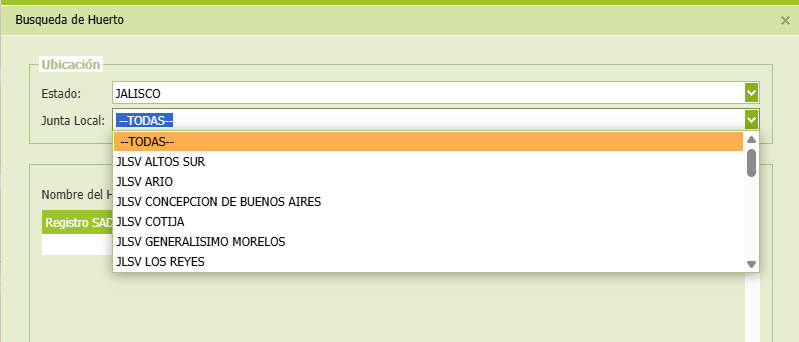 Busqueda de Huerto
Ubicación
Estado: JALISCO
Junta Local: --TODAS--
--TODAS--
JLSV ALTOS SUR
JLSV ARIO
JLSV CONCEPCION DE BUENOS AIRES
JLSV COTIJA
JLSV GENERALISIMO MORELOS
JLSV LOS REYES
Nombre del H
Registro SAD